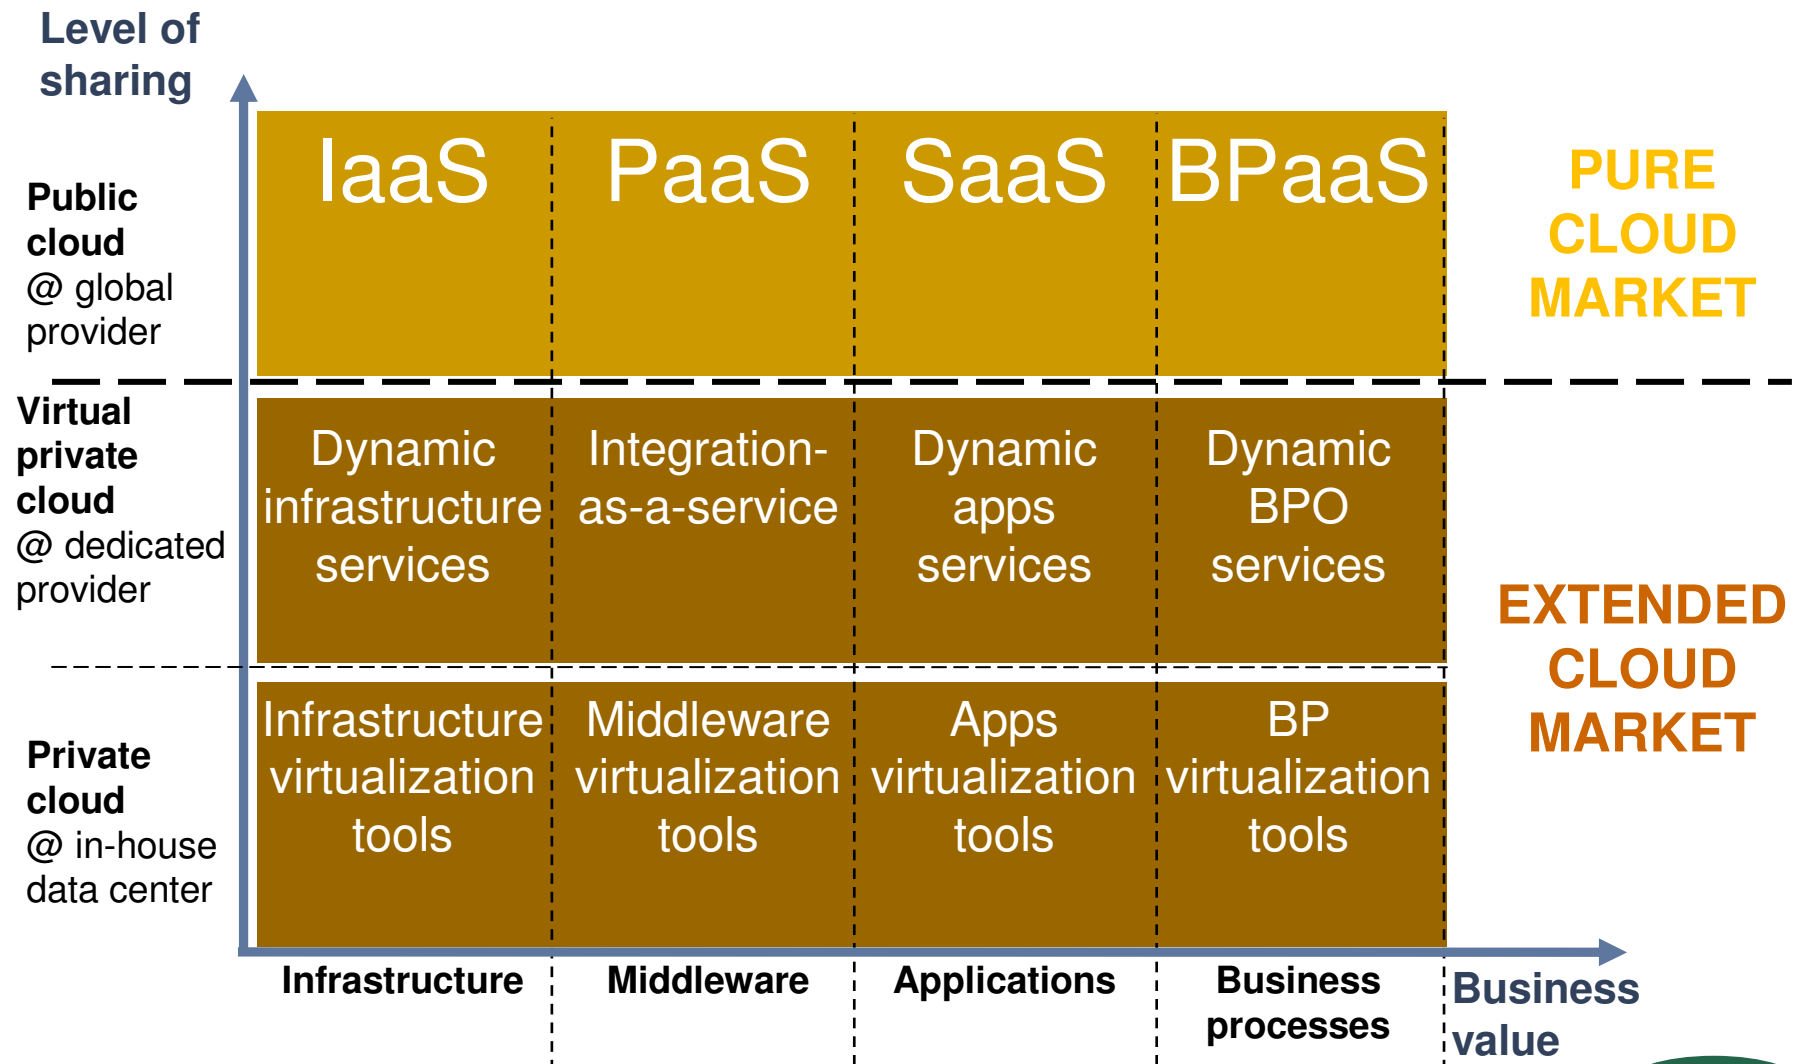 Level of
sharing
IaaS
PaaS
SaaS
BPaaS
Public
cloud
@ global
provider
PURE
CLOUD
MARKET
Virtual
private
cloud
@ dedicated
provider
Dynamic
infrastructure
services
Integration-
as-a-service
Dynamic
apps
services
Dynamic
BPO
services
EXTENDED
CLOUD
MARKET
Private
cloud
@ in-house
data center
Infrastructure
virtualization
tools
Middleware
virtualization
tools
Apps
virtualization
tools
BP
virtualization
tools
Infrastructure
Middleware
Applications
Business
processes
Business
value